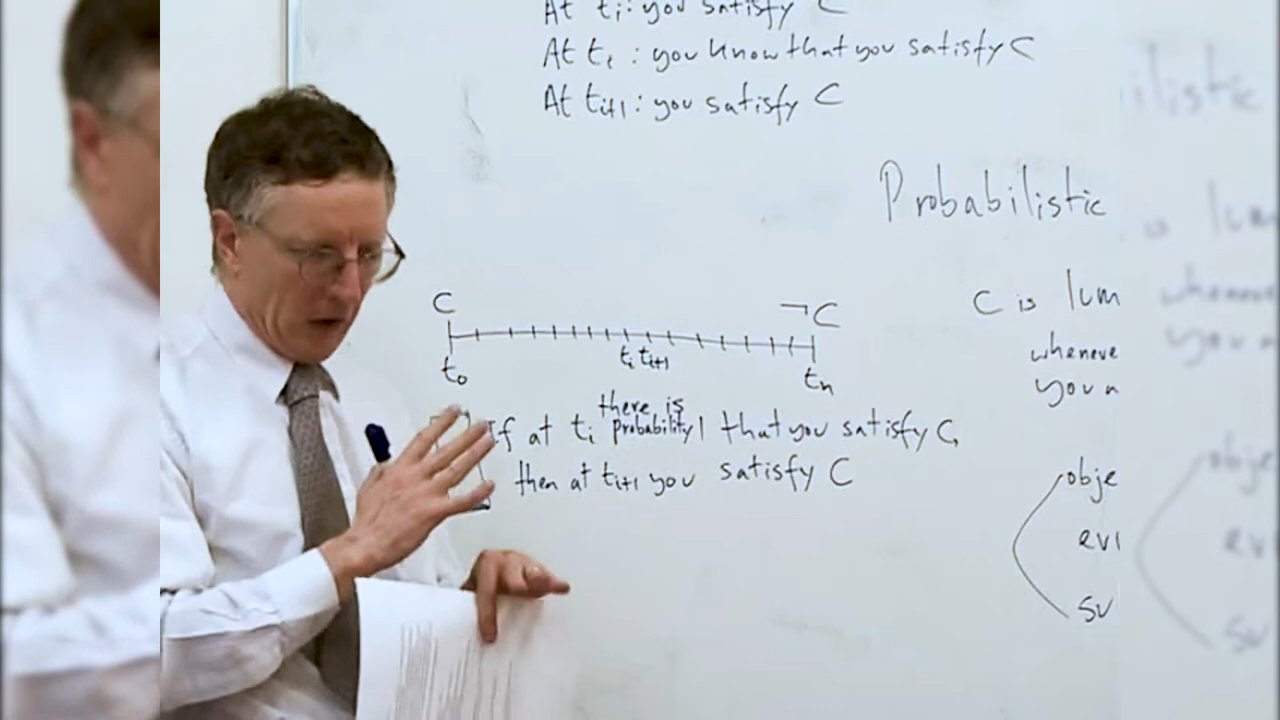 At ti: you satisfy C
At ti : you know that you satisfy C
At ti+1 : you satisfy C
Probabilistic
C ¬C
ti ti+1
t0 tn
there is
If at ti probability 1 that you satisfy C,
then at ti+1 you satisfy C
C is lum
wheneve
you
obje
evi
su